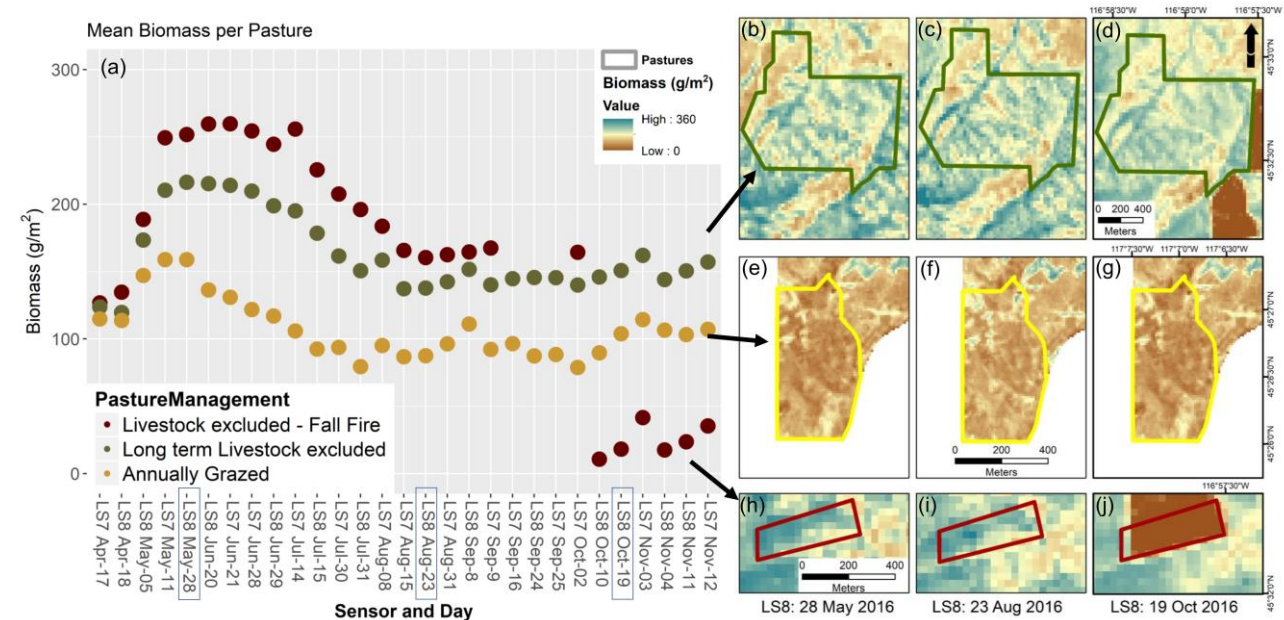 Mean Biomass per Pasture
(a)
300
200
100
0
Biomass (g/m²)
Pastures
Biomass (g/m²)
Value
High : 360
Low : 0
PastureManagement
Livestock excluded - Fall Fire
Long term Livestock excluded
Annually Grazed
LS7 Apr-17
LS8 Apr-18
LS8 May-05
LS7 May-11
LS8 May-28
LS8 Jun-20
LS7 Jun-21
LS7 Jun-28
LS8 Jun-29
LS7 Jul-14
LS8 Jul-15
LS7 Jul-30
LS8 Jul-31
LS7 Aug-08
LS7 Aug-15
LS8 Aug-23
LS7 Aug-31
LS8 Sep-8
LS7 Sep-9
LS7 Sep-16
LS8 Sep-24
LS7 Sep-25
LS7 Oct-02
LS8 Oct-10
LS8 Oct-19
LS7 Nov-03
LS8 Nov-04
LS8 Nov-11
LS7 Nov-12
Sensor and Day
116°58'30"W 116°58'0"W 116°57'30"W
(b) (c) (d)
45°33'0"N
45°32'30"N
0 200 400
Meters
117°7'30"W 117°7'0"W 117°6'30"W
(e) (f) (g)
45°27'0"N
45°26'30"N
45°26'0"N
0 200 400
Meters
116°57'30"W
(h) (i) (j)
0 200 400
Meters
45°32'0"N
LS8: 28 May 2016 LS8: 23 Aug 2016 LS8: 19 Oct 2016